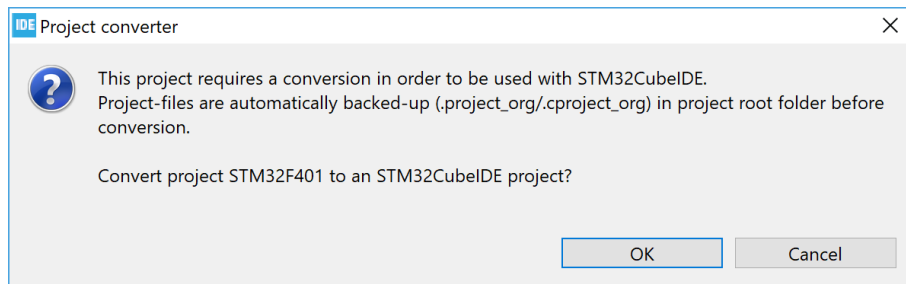 IDE Project converter
This project requires a conversion in order to be used with STM32CubeIDE.
Project-files are automatically backed-up (.project_org/.cproject_org) in project root folder before
conversion.
Convert project STM32F401 to an STM32CubeIDE project?
OK Cancel